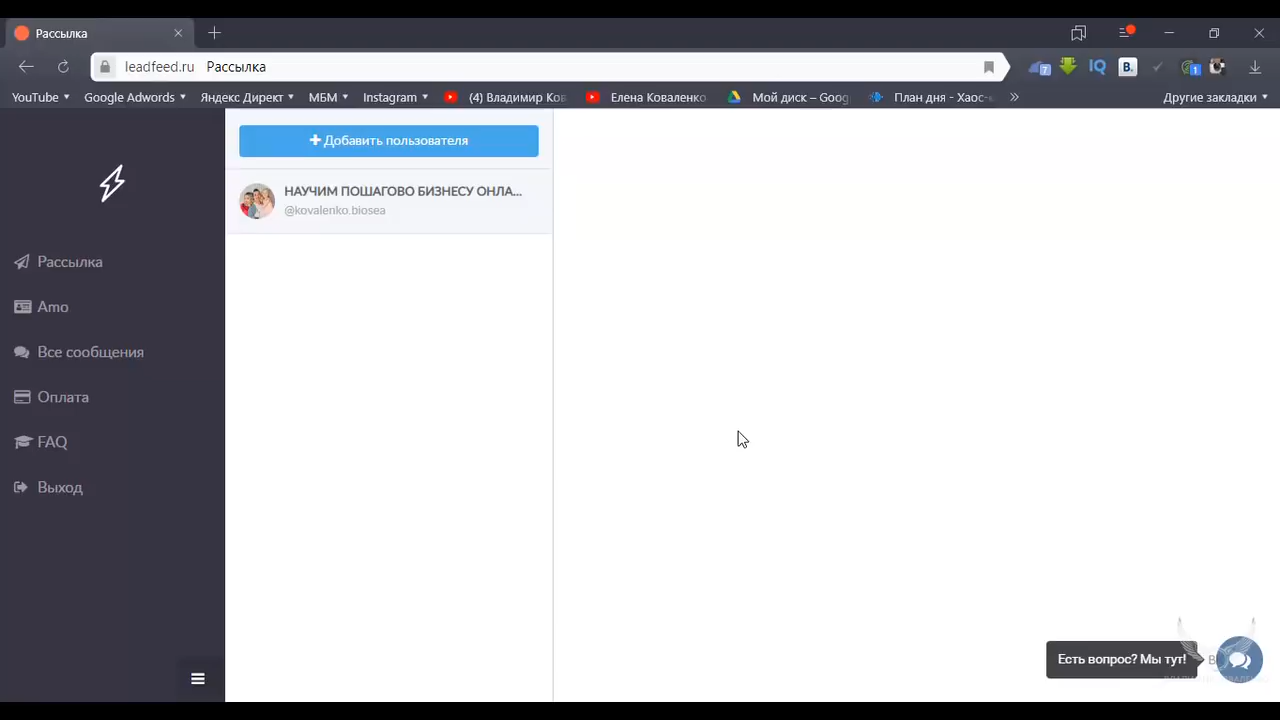 Рассылка
leadfeed.ru Рассылка
7
IQ
B.
1
YouTube
Google Adwords
Яндекс Директ
МБМ
Instagram
(4) Владимир Ков
Елена Коваленко
Мой диск – Goog
План дня - Хаос-
Другие закладки
Добавить пользователя
НАУЧИМ ПОШАГОВО БИЗНЕСУ ОНЛА...
@kovalenko.biosea
Рассылка
Amo
Все сообщения
Оплата
FAQ
Выход
Есть вопрос? Мы тут!